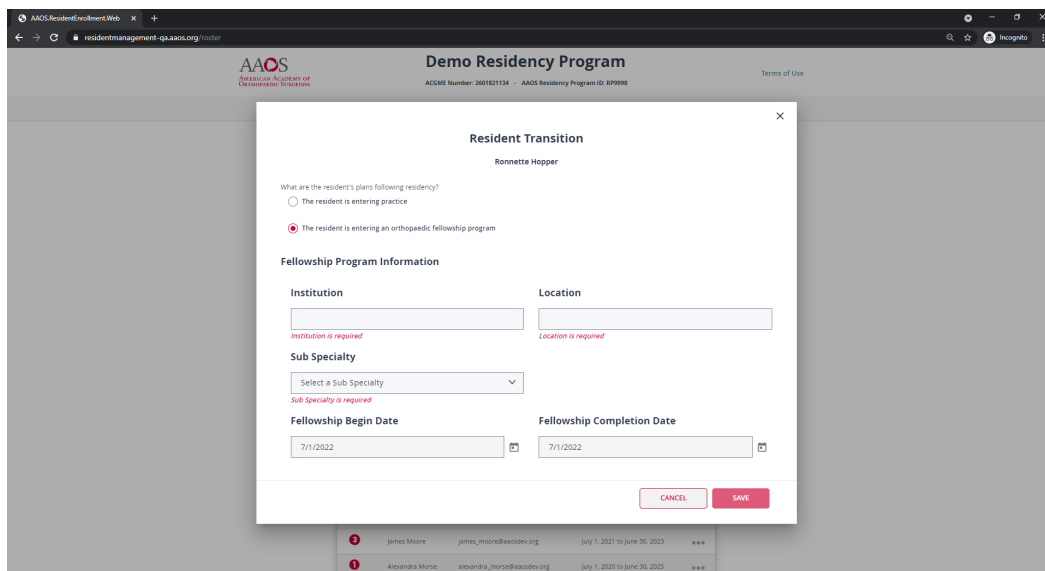 AAOS.ResidentEnrollment.Web
residentmanagement-qa.aaos.org/roster
Incognito
AAOS
AMERICAN ACADEMY OF
ORTHOPAEDIC SURGEONS
Demo Residency Program
ACGME Number: 2601821134 - AAOS Residency Program ID: RP9998
Terms of Use
Resident Transition
Ronnette Hopper
What are the resident's plans following residency?
The resident is entering practice
The resident is entering an orthopaedic fellowship program
Fellowship Program Information
Institution
Location
Institution is required
Location is required
Sub Specialty
Select a Sub Specialty
Sub Specialty is required
Fellowship Begin Date
Fellowship Completion Date
7/1/2022
7/1/2022
CANCEL
SAVE
3 James Moore james_moore@aaosdev.org July 1, 2021 to June 30, 2023
1 Alexandra Morse alexandra_morse@aaosdev.org July 1, 2020 to June 30, 2025